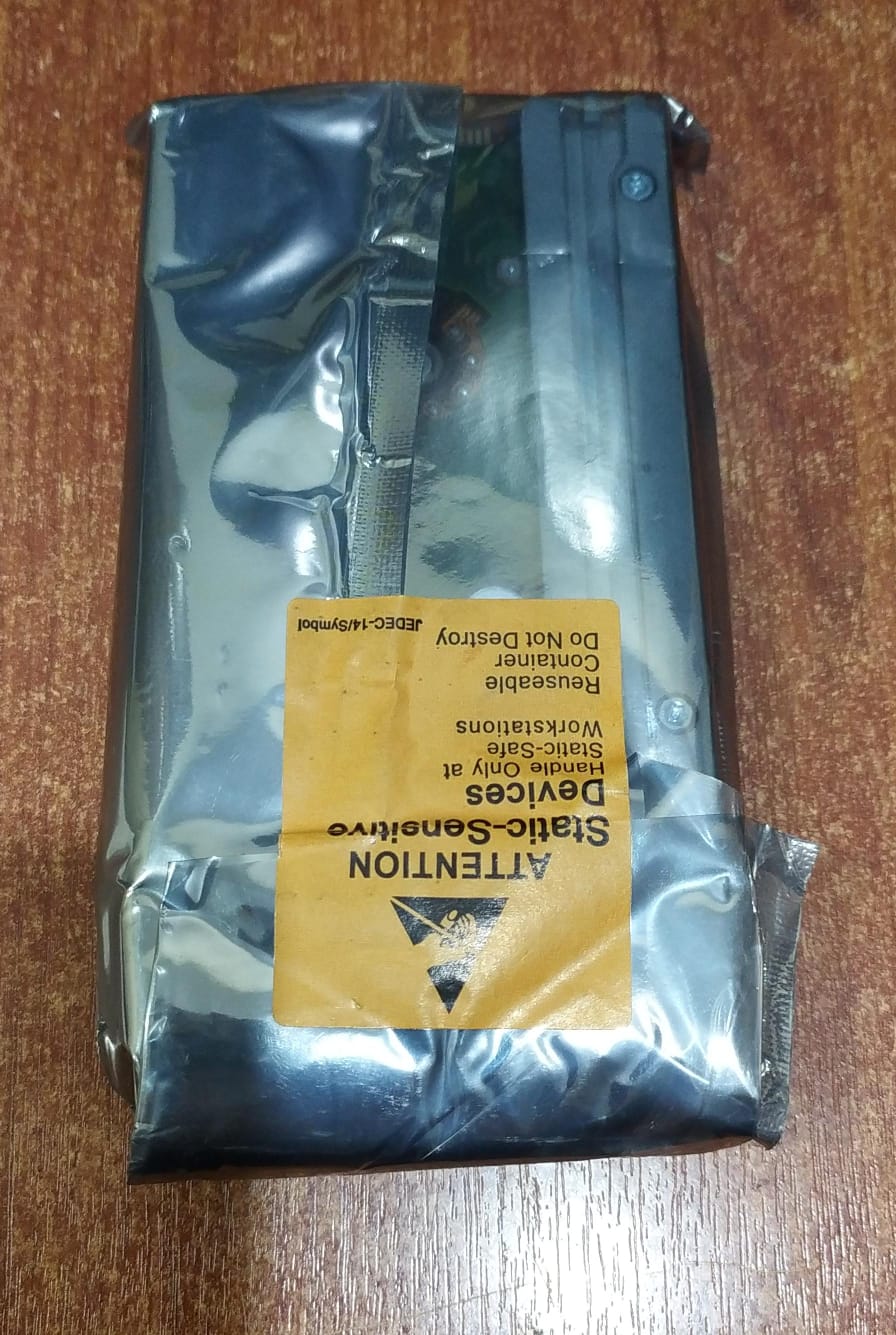 ATTENTION
Static-Sensitive
Devices
Handle Only at
Static-Safe
Workstations
Reuseable
Container
Do Not Destroy
JEDEC-14/Symbol